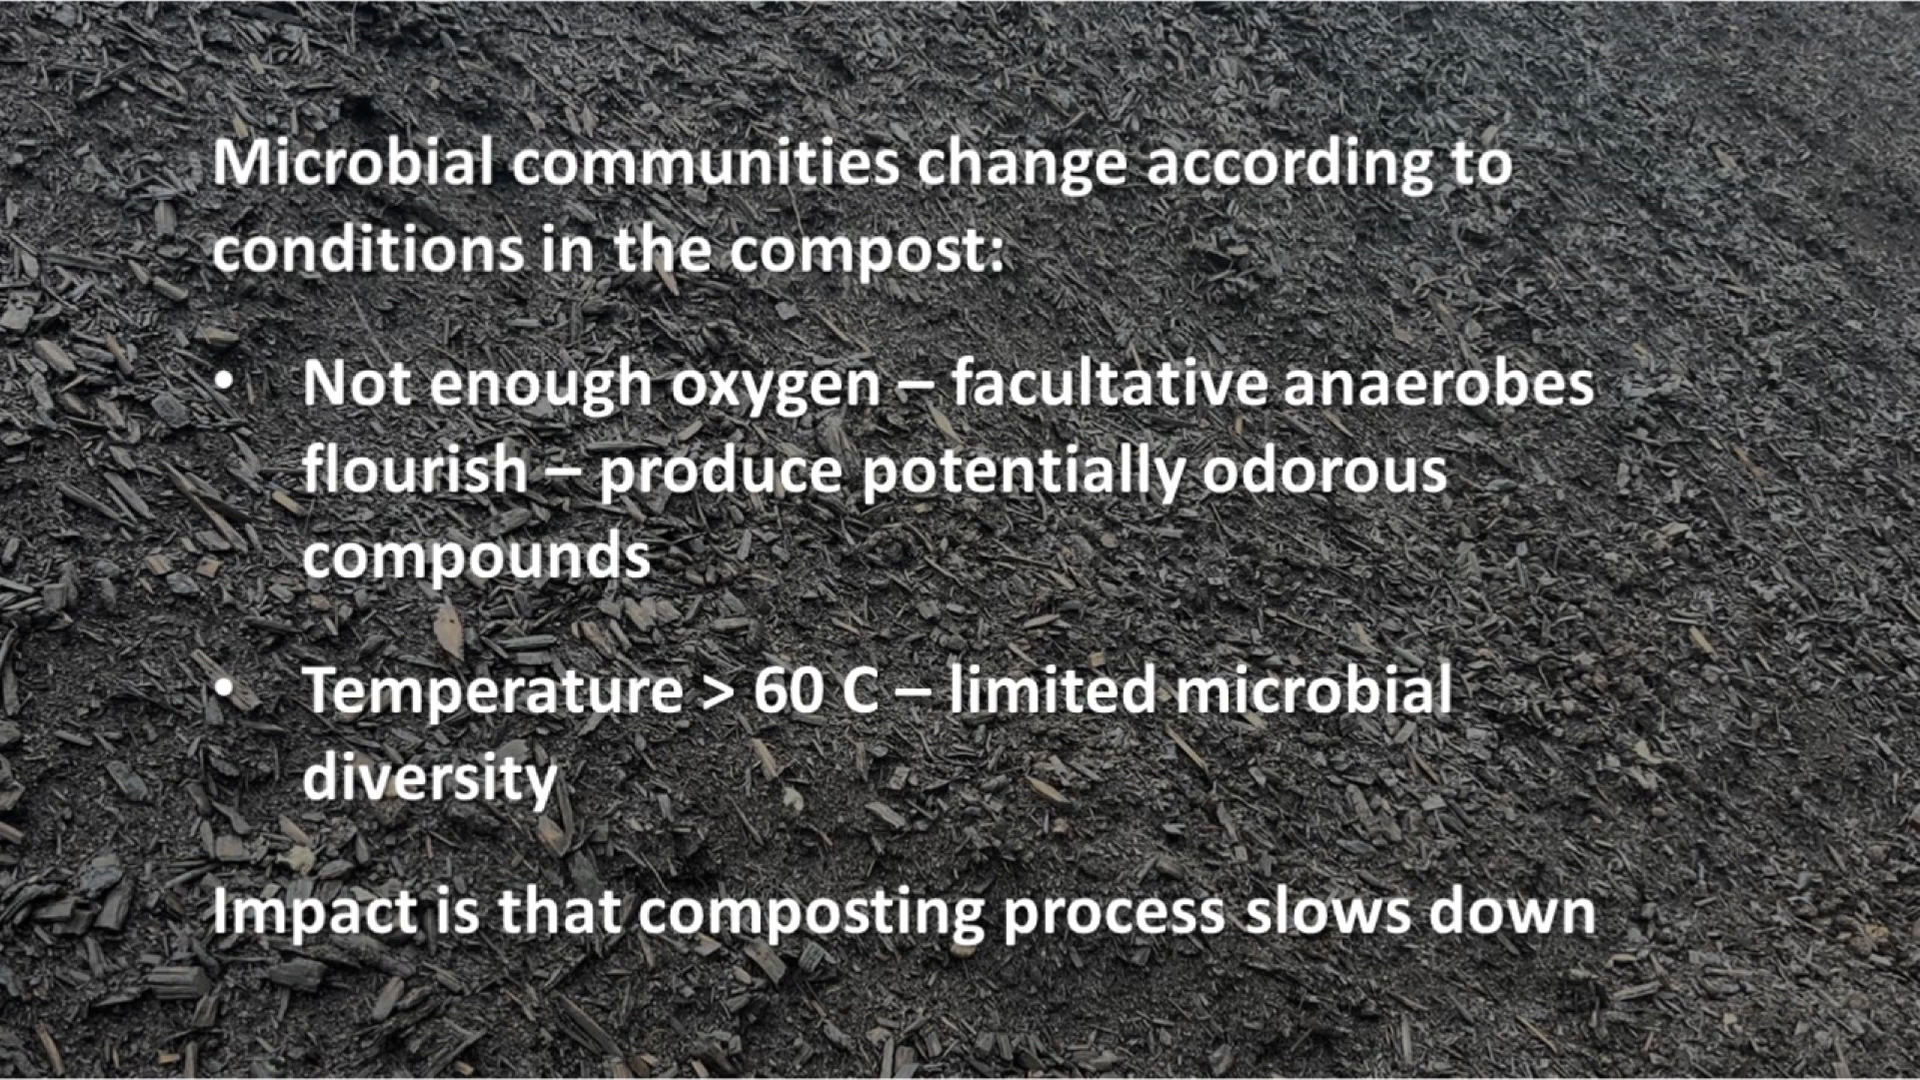 Microbial communities change according to
conditions in the compost:
• Not enough oxygen – facultative anaerobes
flourish – produce potentially odorous
compounds
• Temperature > 60 C – limited microbial
diversity
Impact is that composting process slows down